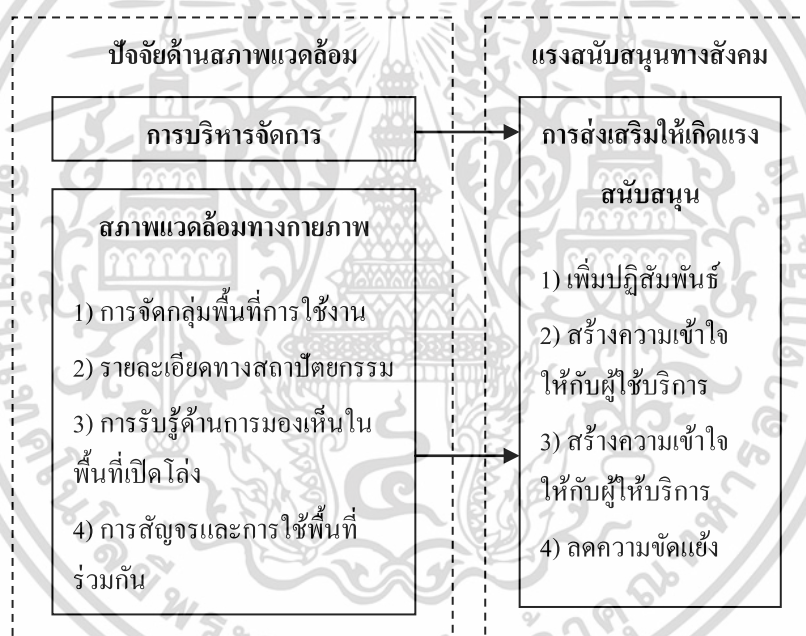 ปัจจัยด้านสภาพแวดล้อม
การบริหารจัดการ
สภาพแวดล้อมทางกายภาพ
1) การจัดกลุ่มพื้นที่การใช้งาน
2) รายละเอียดทางสถาปัตยกรรม
3) การรับรู้ด้านการมองเห็นใน
พื้นที่เปิดโล่ง
4) การสัญจรและการใช้พื้นที่
ร่วมกัน
แรงสนับสนุนทางสังคม
การส่งเสริมให้เกิดแรง
สนับสนุน
1) เพิ่มปฏิสัมพันธ์
2) สร้างความเข้าใจ
ให้กับผู้ใช้บริการ
3) สร้างความเข้าใจ
ให้กับผู้ให้บริการ
4) ลดความขัดแย้ง